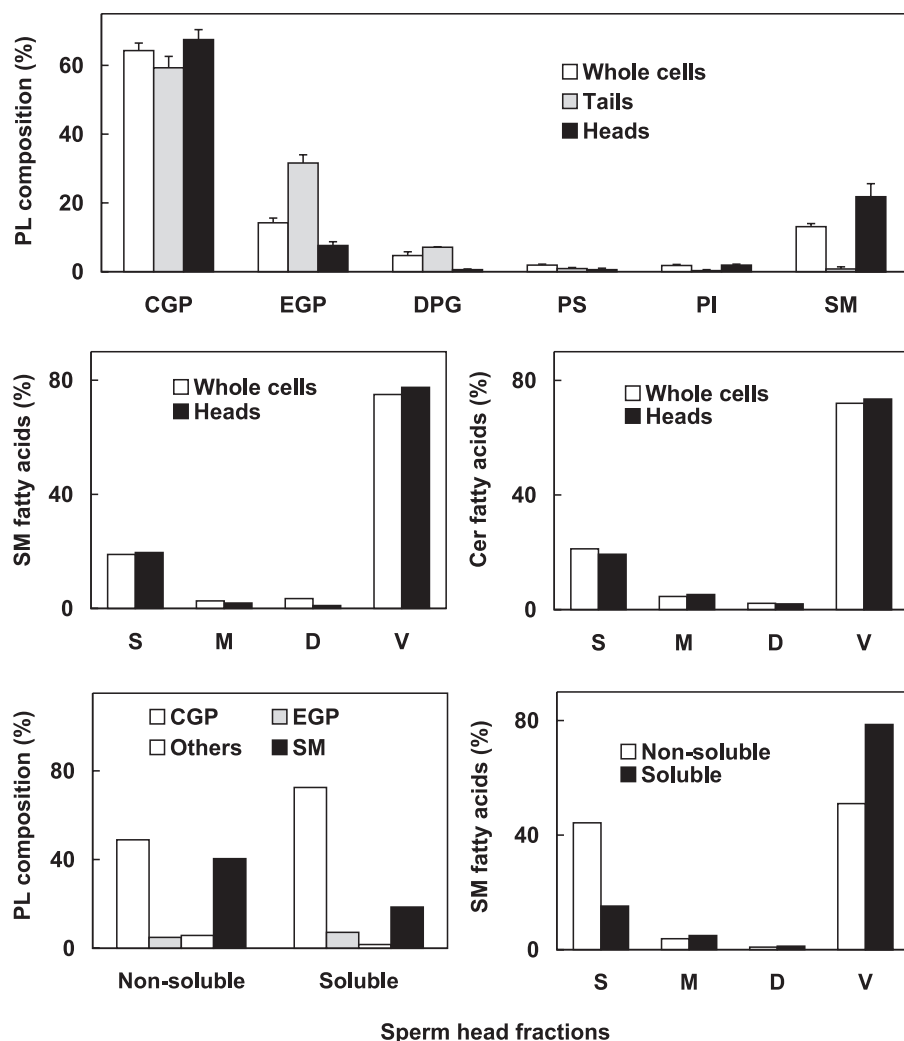 PL composition (%)
60
40
20
0
Whole cells
Tails
Heads
CGP EGP DPG PS PI SM
SM fatty acids (%)
80
40
0
Whole cells
Heads
S M D V
Cer fatty acids (%)
80
40
0
Whole cells
Heads
S M D V
PL composition (%)
80
40
0
CGP EGP
Others SM
Non-soluble Soluble
SM fatty acids (%)
80
40
0
Non-soluble
Soluble
S M D V
Sperm head fractions